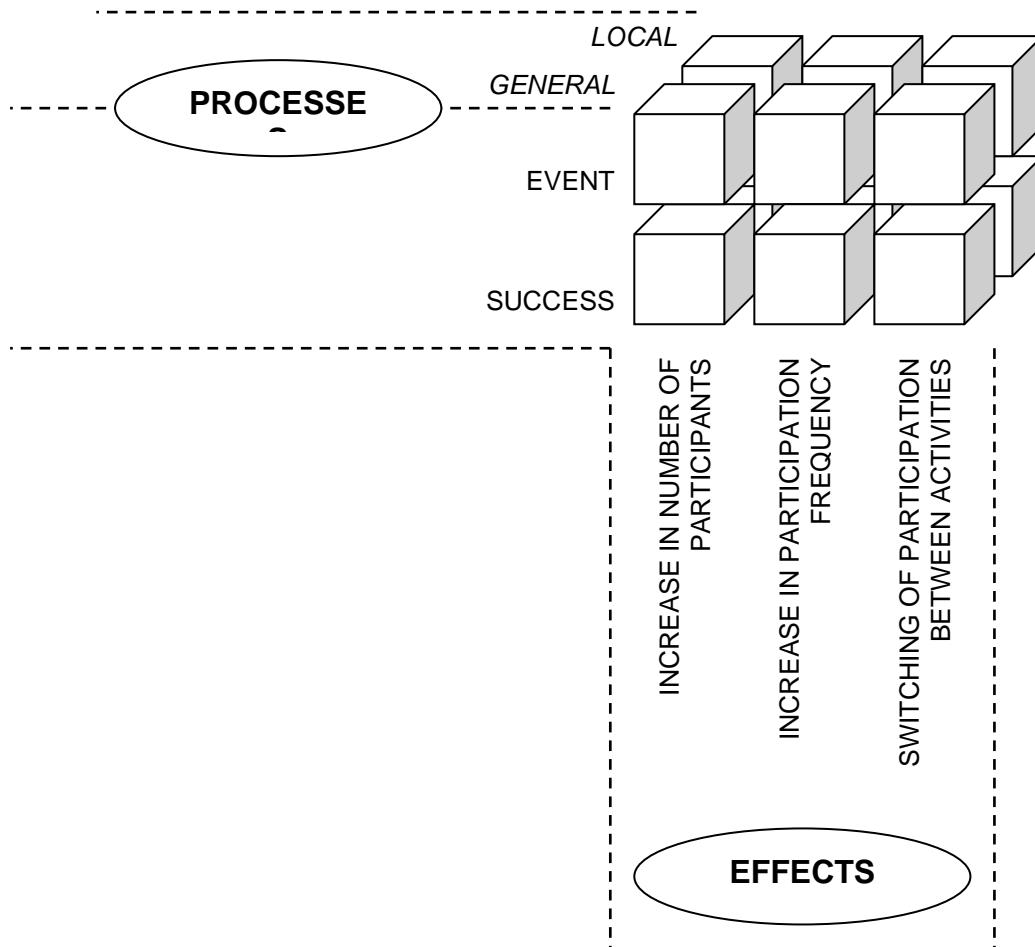 LOCAL
GENERAL
PROCESSE
EVENT
SUCCESS
INCREASE IN NUMBER OF
PARTICIPANTS
INCREASE IN PARTICIPATION
FREQUENCY
SWITCHING OF PARTICIPATION
BETWEEN ACTIVITIES
EFFECTS